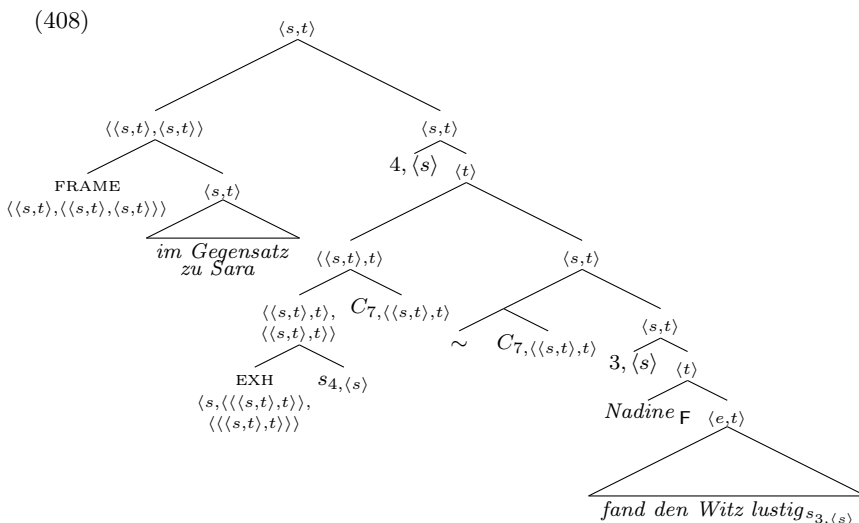 (408)
⟨s,t⟩
⟨⟨s,t⟩,⟨s,t⟩⟩ ⟨s,t⟩
FRAME ⟨s,t⟩ 4,⟨s⟩ ⟨t⟩
⟨⟨s,t⟩,⟨⟨s,t⟩,⟨s,t⟩⟩⟩
im Gegensatz
zu Sara
⟨⟨s,t⟩,t⟩ ⟨s,t⟩
⟨⟨s,t⟩,t⟩, C₇,⟨⟨s,t⟩,t⟩ ⟨s,t⟩
⟨⟨s,t⟩,t⟩⟩ ∼ C₇,⟨⟨s,t⟩,t⟩
3,⟨s⟩ ⟨t⟩
EXH s₄,⟨s⟩
⟨s,⟨⟨⟨s,t⟩,t⟩⟩,
⟨⟨⟨s,t⟩,t⟩⟩⟩
Nadine F ⟨e,t⟩
fand den Witz lustig s₃,⟨s⟩